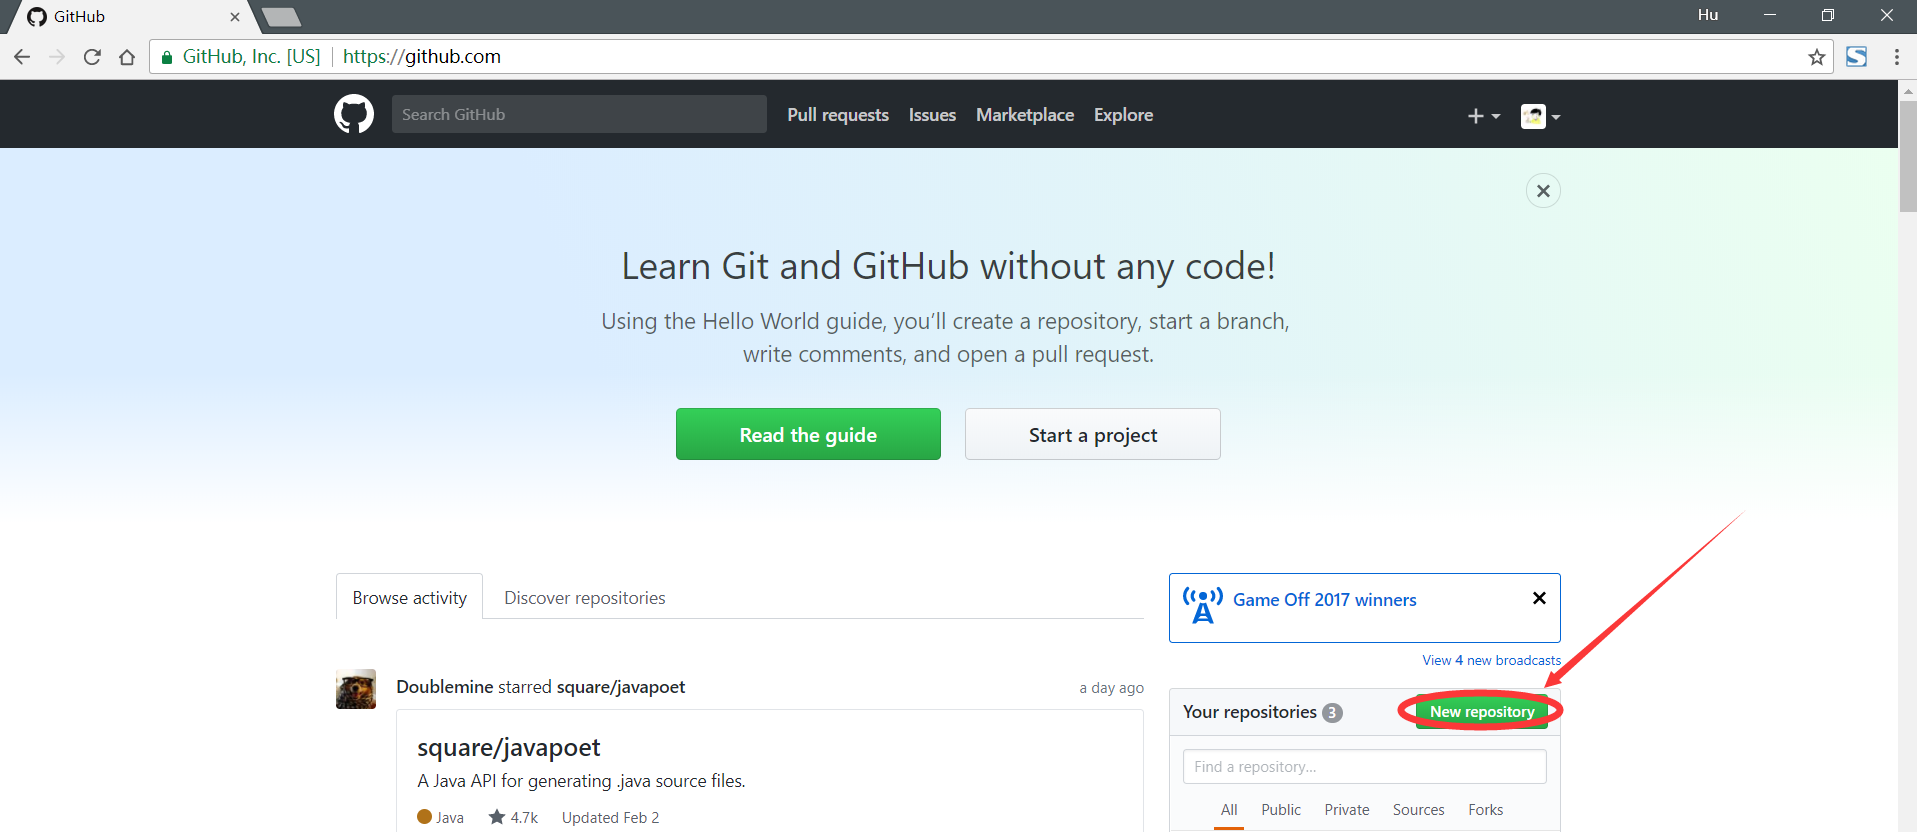 GitHub
Hu
GitHub, Inc. [US] https://github.com
Search GitHub
Pull requests Issues Marketplace Explore
Learn Git and GitHub without any code!
Using the Hello World guide, you’ll create a repository, start a branch,
write comments, and open a pull request.
Read the guide Start a project
Browse activity Discover repositories
Game Off 2017 winners
View 4 new broadcasts
Doublemine starred square/javapoet a day ago
Your repositories 3 New repository
square/javapoet
A Java API for generating .java source files.
Find a repository...
Java 4.7k Updated Feb 2
All Public Private Sources Forks